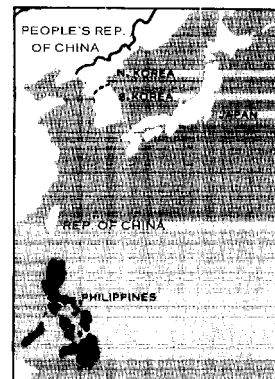 PEOPLE'S REP.
OF CHINA
N. KOREA
S. KOREA
JAPAN
REP. OF CHINA
PHILIPPINES